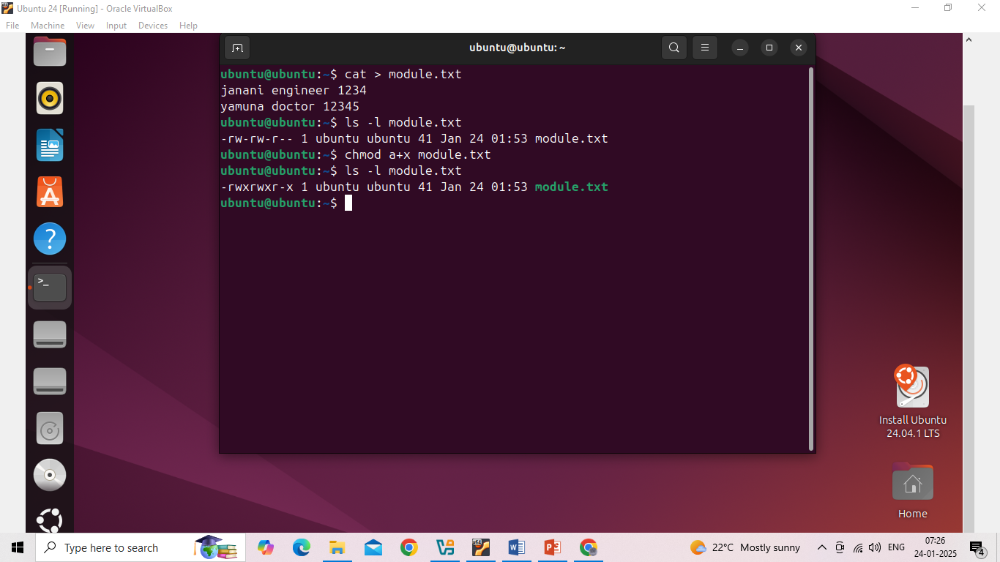 Ubuntu 24 [Running] - Oracle VirtualBox
File Machine View Input Devices Help
ubuntu@ubuntu: ~
ubuntu@ubuntu:~$ cat > module.txt
janani engineer 1234
yamuna doctor 12345
ubuntu@ubuntu:~$ ls -l module.txt
-rw-rw-r-- 1 ubuntu ubuntu 41 Jan 24 01:53 module.txt
ubuntu@ubuntu:~$ chmod a+x module.txt
ubuntu@ubuntu:~$ ls -l module.txt
-rwxrwxr-x 1 ubuntu ubuntu 41 Jan 24 01:53 module.txt
ubuntu@ubuntu:~$
>_
Install Ubuntu
24.04.1 LTS
Home
Type here to search
x64
22°C Mostly sunny
ENG
07:26
24-01-2025
4